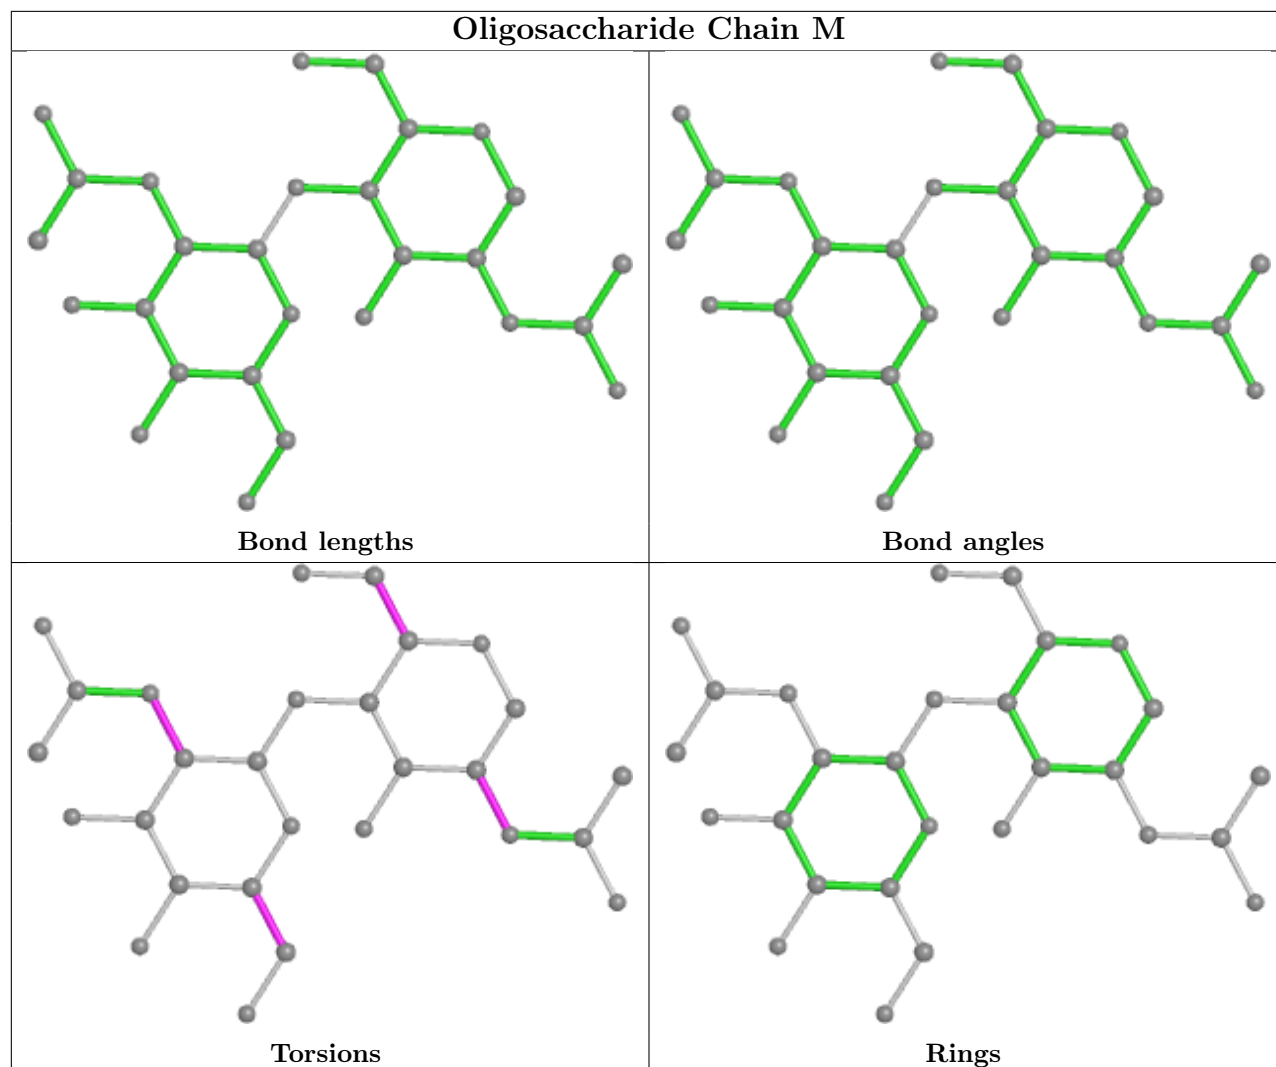 Oligosaccharide Chain M
Bond lengths
Bond angles
Torsions
Rings